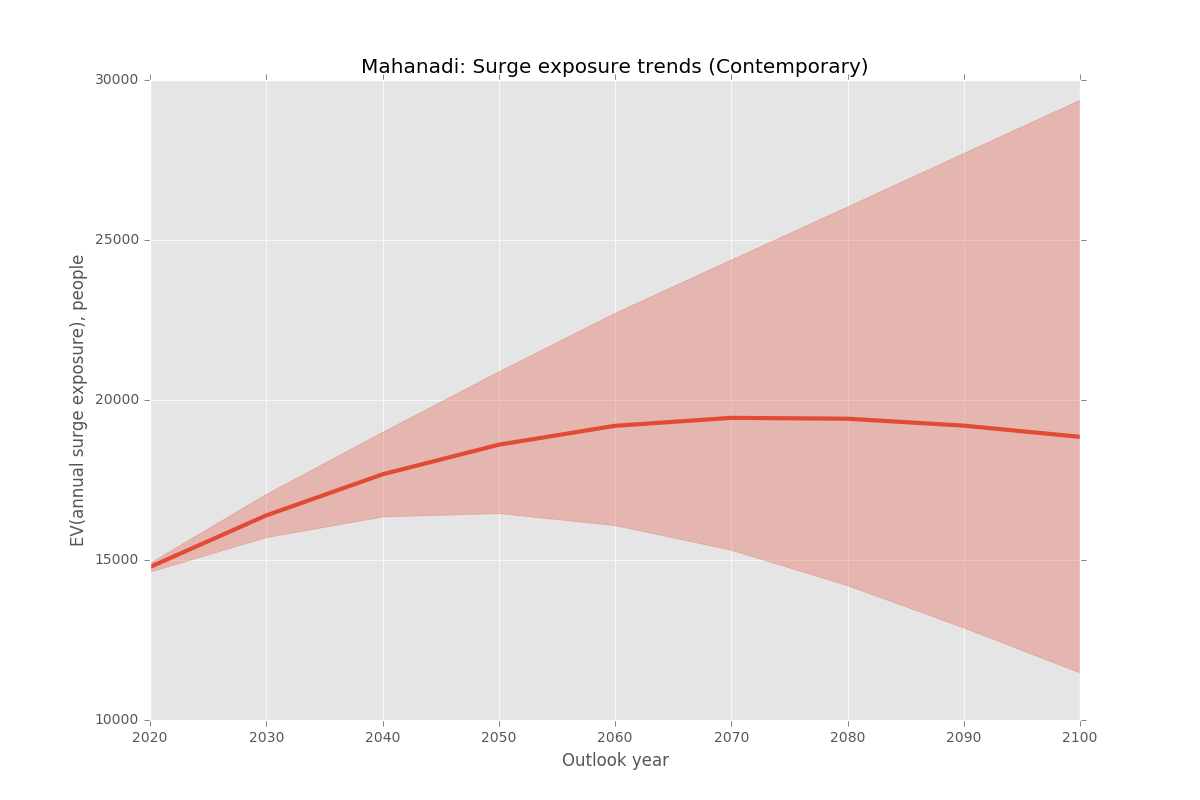 Mahanadi: Surge exposure trends (Contemporary)
30000
25000
20000
15000
10000
EV(annual surge exposure), people
2020 2030 2040 2050 2060 2070 2080 2090 2100
Outlook year